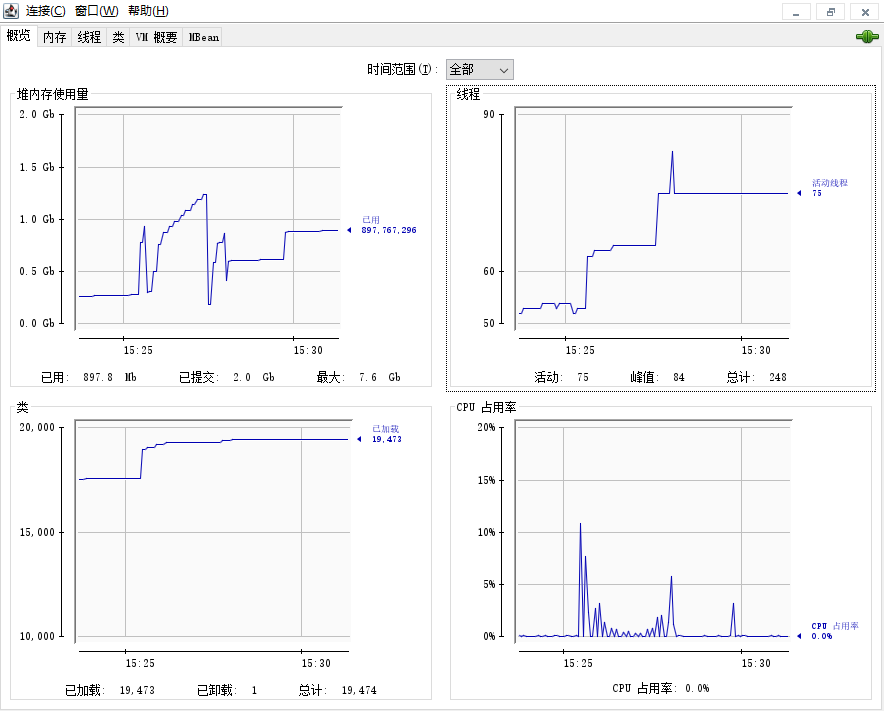 连接(C) 窗口(W) 帮助(H)
概览 内存 线程 类 VM 概要 MBean
时间范围(I): 全部
堆内存使用量
2.0 Gb
1.5 Gb
1.0 Gb
0.5 Gb
0.0 Gb
已用
897,767,296
15:25 15:30
已用: 897.8 Mb 已提交: 2.0 Gb 最大: 7.6 Gb
线程
90
60
50
活动线程
75
15:25 15:30
活动: 75 峰值: 84 总计: 248
类
20,000
15,000
10,000
已加载
19,473
15:25 15:30
已加载: 19,473 已卸载: 1 总计: 19,474
CPU 占用率
20%
15%
10%
5%
0%
CPU 占用率
0.0%
15:25 15:30
CPU 占用率: 0.0%